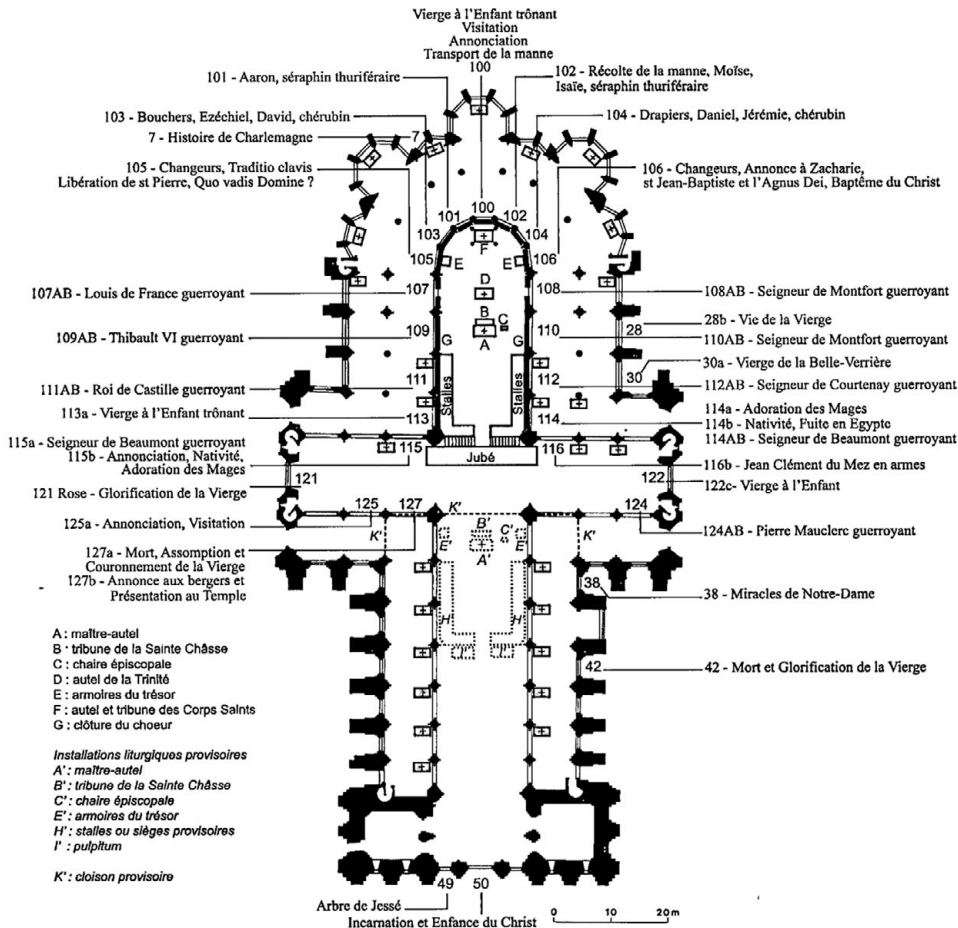 Vierge à l'Enfant trônant
Visitation
Annonciation
Transport de la manne
100
101 - Aaron, séraphin thuriféraire
102 - Récolte de la manne, Moïse,
Isaïe, séraphin thuriféraire
103 - Bouchers, Ezéchiel, David, chérubin
104 - Drapiers, Daniel, Jérémie, chérubin
7 - Histoire de Charlemagne
7
105 - Changeurs, Traditio clavis
Libération de st Pierre, Quo vadis Domine ?
106 - Changeurs, Annonce à Zacharie,
st Jean-Baptiste et l'Agnus Dei, Baptême du Christ
100
101
102
103
104
F
105
106
E
E
107AB - Louis de France guerroyant
107
D
108
108AB - Seigneur de Montfort guerroyant
B
C
28b - Vie de la Vierge
109AB - Thibault VI guerroyant
109
110
28
110AB - Seigneur de Montfort guerroyant
G
A
G
30a - Vierge de la Belle-Verrière
30
111AB - Roi de Castille guerroyant
111
Stalles
Stalles
112
112AB - Seigneur de Courtenay guerroyant
113a - Vierge à l'Enfant trônant
113
114
114a - Adoration des Mages
114b - Nativité, Fuite en Egypte
115a - Seigneur de Beaumont guerroyant
114AB - Seigneur de Beaumont guerroyant
115b - Annonciation, Nativité,
Adoration des Mages
115
Jubé
116
116b - Jean Clément du Mez en armes
121
122
122c- Vierge à l'Enfant
121 Rose - Glorification de la Vierge
125
127
K'
124
125a - Annonciation, Visitation
K'
E'
B'
C'
E'
A'
K'
124AB - Pierre Mauclerc guerroyant
127a - Mort, Assomption et
Couronnement de la Vierge
127b - Annonce aux bergers et
Présentation au Temple
38
38 - Miracles de Notre-Dame
H'
H'
I'
I'
42
42 - Mort et Glorification de la Vierge
A : maître-autel
B : tribune de la Sainte Châsse
C : chaire épiscopale
D : autel de la Trinité
E : armoires du trésor
F : autel et tribune des Corps Saints
G : clôture du choeur
Installations liturgiques provisoires
A' : maître-autel
B' : tribune de la Sainte Châsse
C' : chaire épiscopale
E' : armoires du trésor
H' : stalles ou sièges provisoires
I' : pulpitum
K' : cloison provisoire
49
50
Arbre de Jessé
Incarnation et Enfance du Christ
0 10 20 m